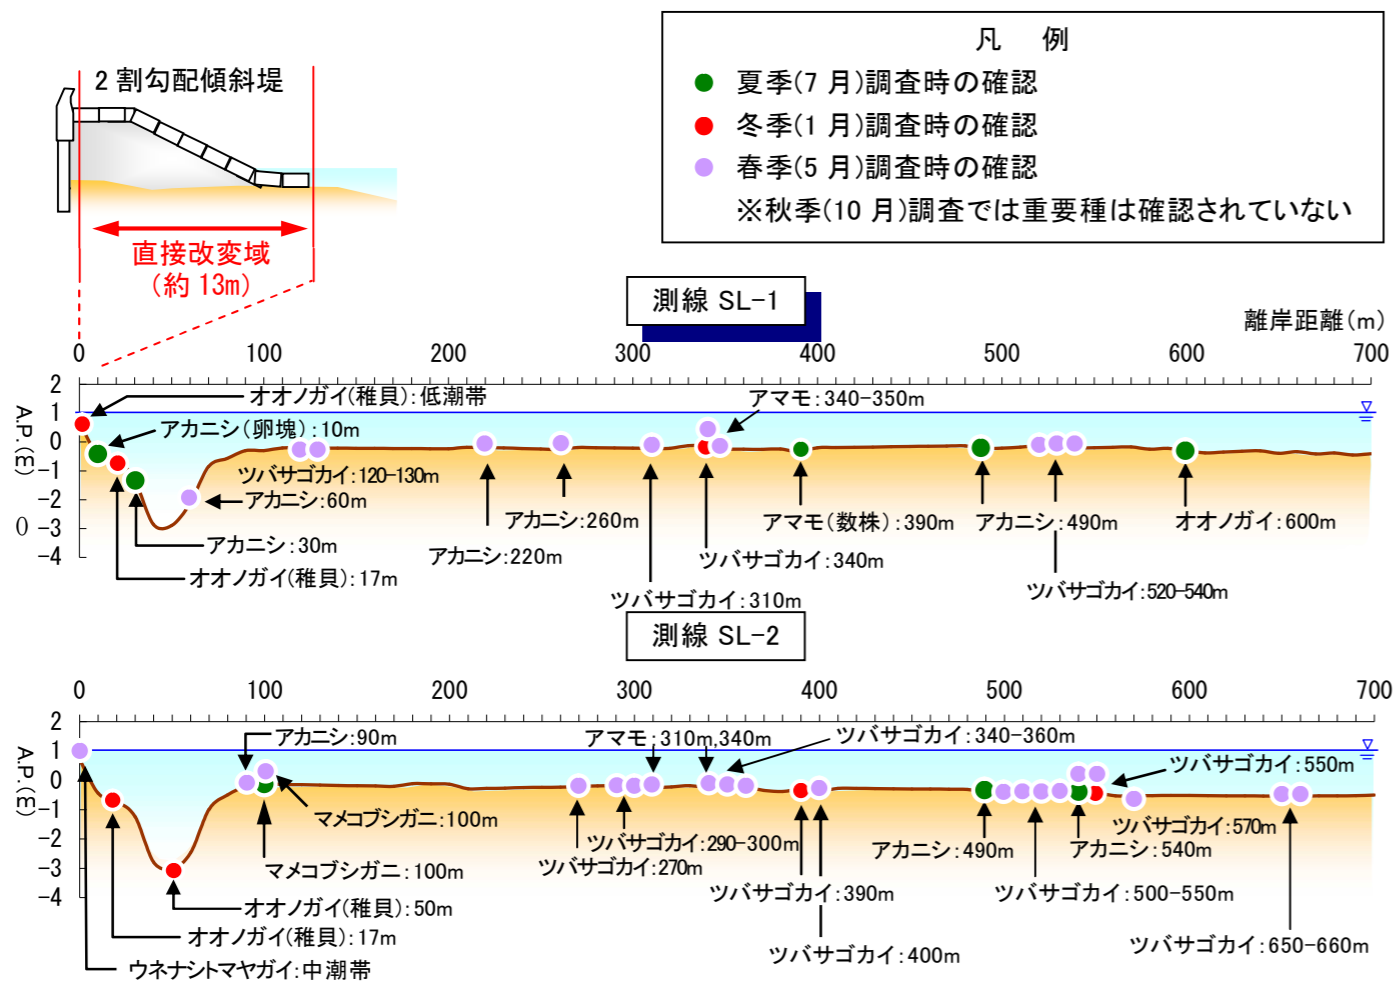 凡 例
夏季(7 月)調査時の確認
冬季(1 月)調査時の確認
春季(5 月)調査時の確認
※秋季(10 月)調査では重要種は確認されていない
2 割勾配傾斜堤
直接改変域
(約 13m)
測線 SL-1
離岸距離(m)
0 100 200 300 400 500 600 700
2
1
0
-1
-2
-3
-4
A.P.(m)
オオノガイ(稚貝):低潮帯
アカニシ(卵塊):10m
ツバサゴカイ:120-130m
アカニシ:60m
アカニシ:30m
オオノガイ(稚貝):17m
アカニシ:220m
アカニシ:260m
ツバサゴカイ:310m
アマモ:340-350m
ツバサゴカイ:340m
アマモ(数株):390m
アカニシ:490m
ツバサゴカイ:520-540m
オオノガイ:600m
測線 SL-2
0 100 200 300 400 500 600 700
2
1
0
-1
-2
-3
-4
A.P.(m)
アカニシ:90m
マメコブシガニ:100m
マメコブシガニ:100m
オオノガイ(稚貝):50m
オオノガイ(稚貝):17m
ウネナシトマヤガイ:中潮帯
アマモ:310m,340m
ツバサゴカイ:340-360m
ツバサゴカイ:290-300m
ツバサゴカイ:270m
ツバサゴカイ:390m
ツバサゴカイ:400m
アカニシ:490m
ツバサゴカイ:550m
ツバサゴカイ:570m
アカニシ:540m
ツバサゴカイ:500-550m
ツバサゴカイ:650-660m